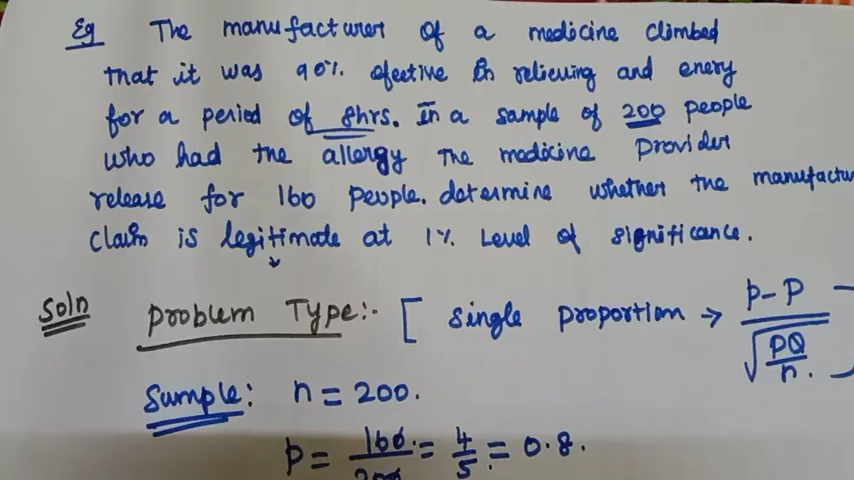 Eg The manufacturer of a medicine climbed
that it was 90% efective in relieving and energy
for a period of 8hrs. In a sample of 200 people
who had the allergy the medicine provider
release for 160 people. determine whether the manufactur
claim is legitimate at 1% Level of significance.
Soln Problem Type:- [ Single proportion → p-P / √PQ/n ]
Sample: n = 200.
p = 160/200 = 4/5 = 0.8.